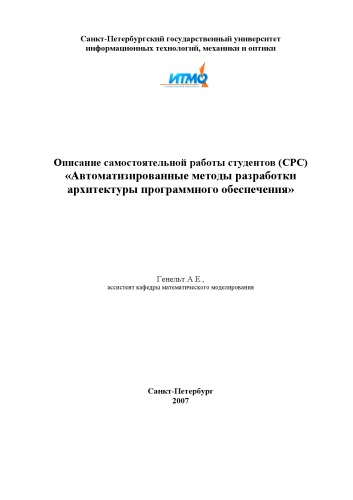 Санкт-Петербургский государственный университет
информационных технологий, механики и оптики
ИТМО
Описание самостоятельной работы студентов (СРС)
«Автоматизированные методы разработки
архитектуры программного обеспечения»
Генельт А.Е.,
ассистент кафедры математического моделирования
Санкт-Петербург
2007